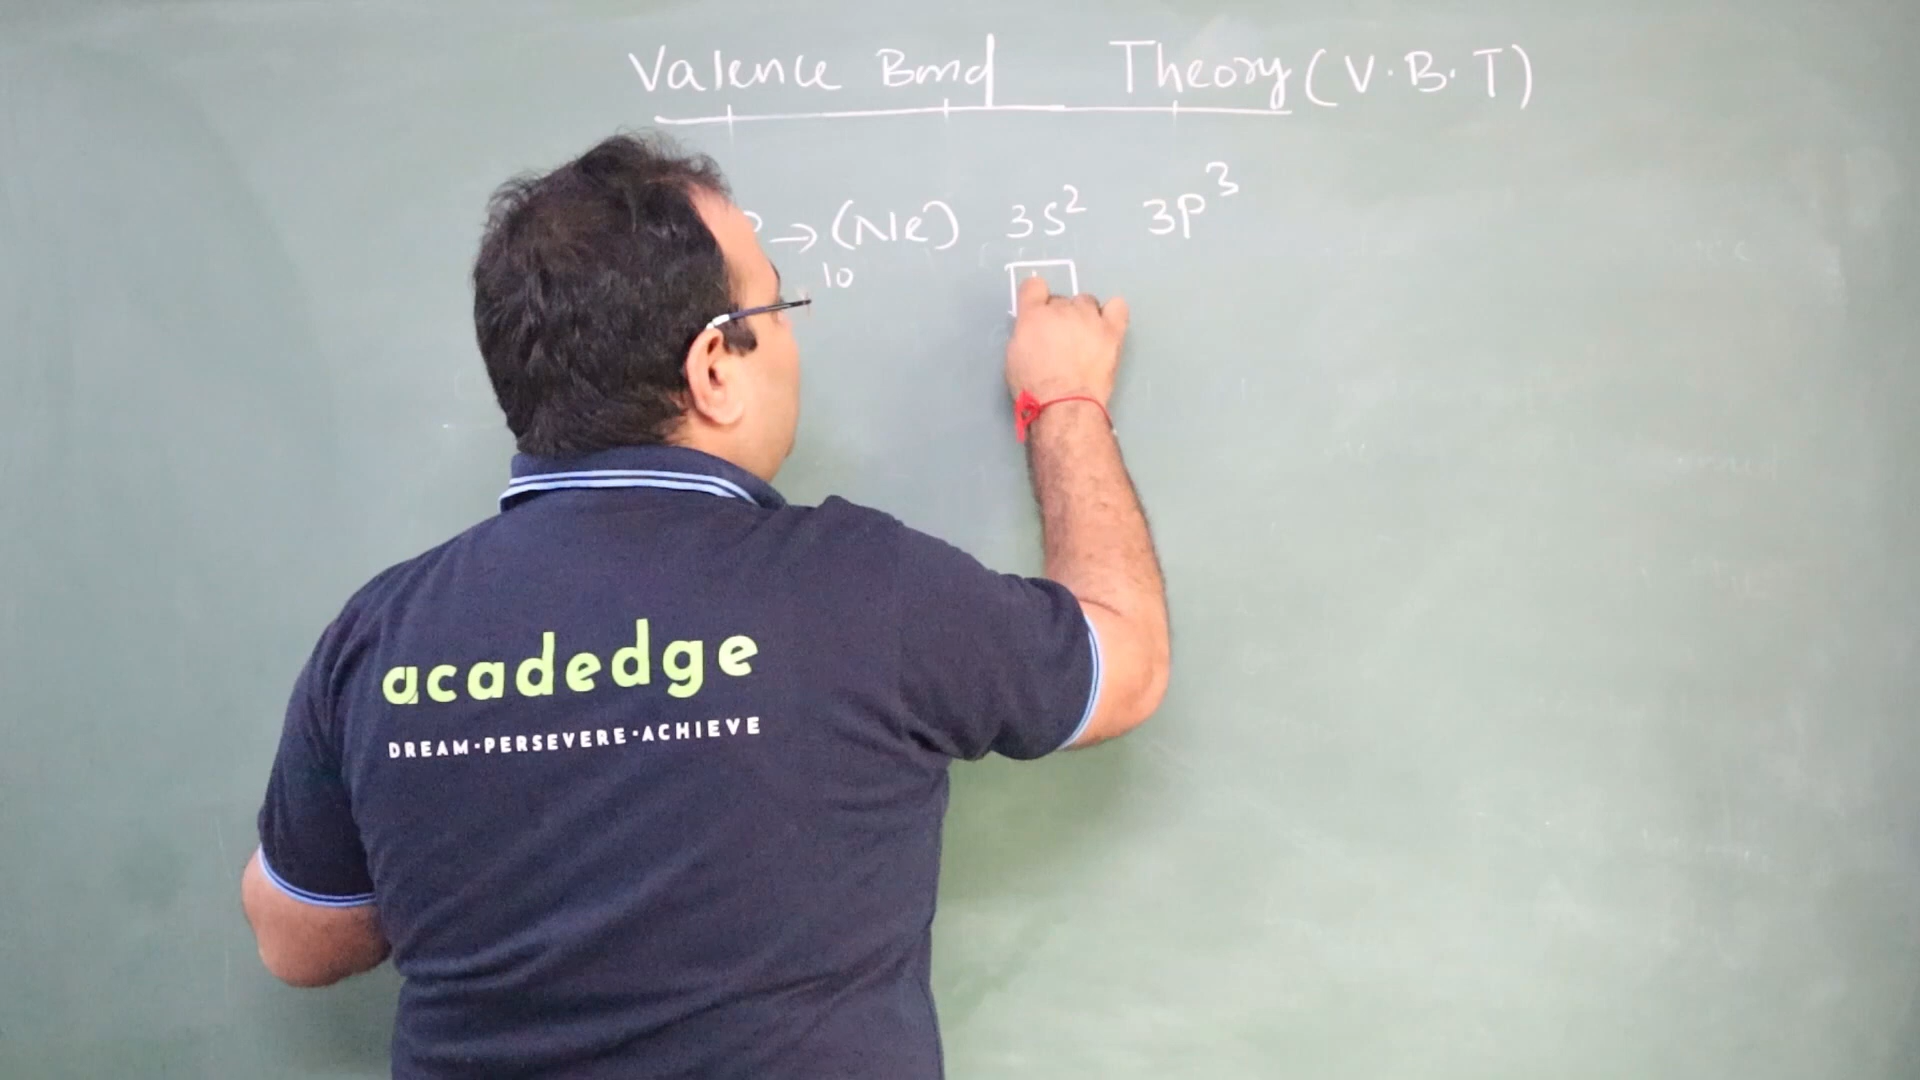 Valence Bond Theory (V.B.T)
→ (Ne) 3s² 3p³
10
acadedge
DREAM·PERSEVERE·ACHIEVE